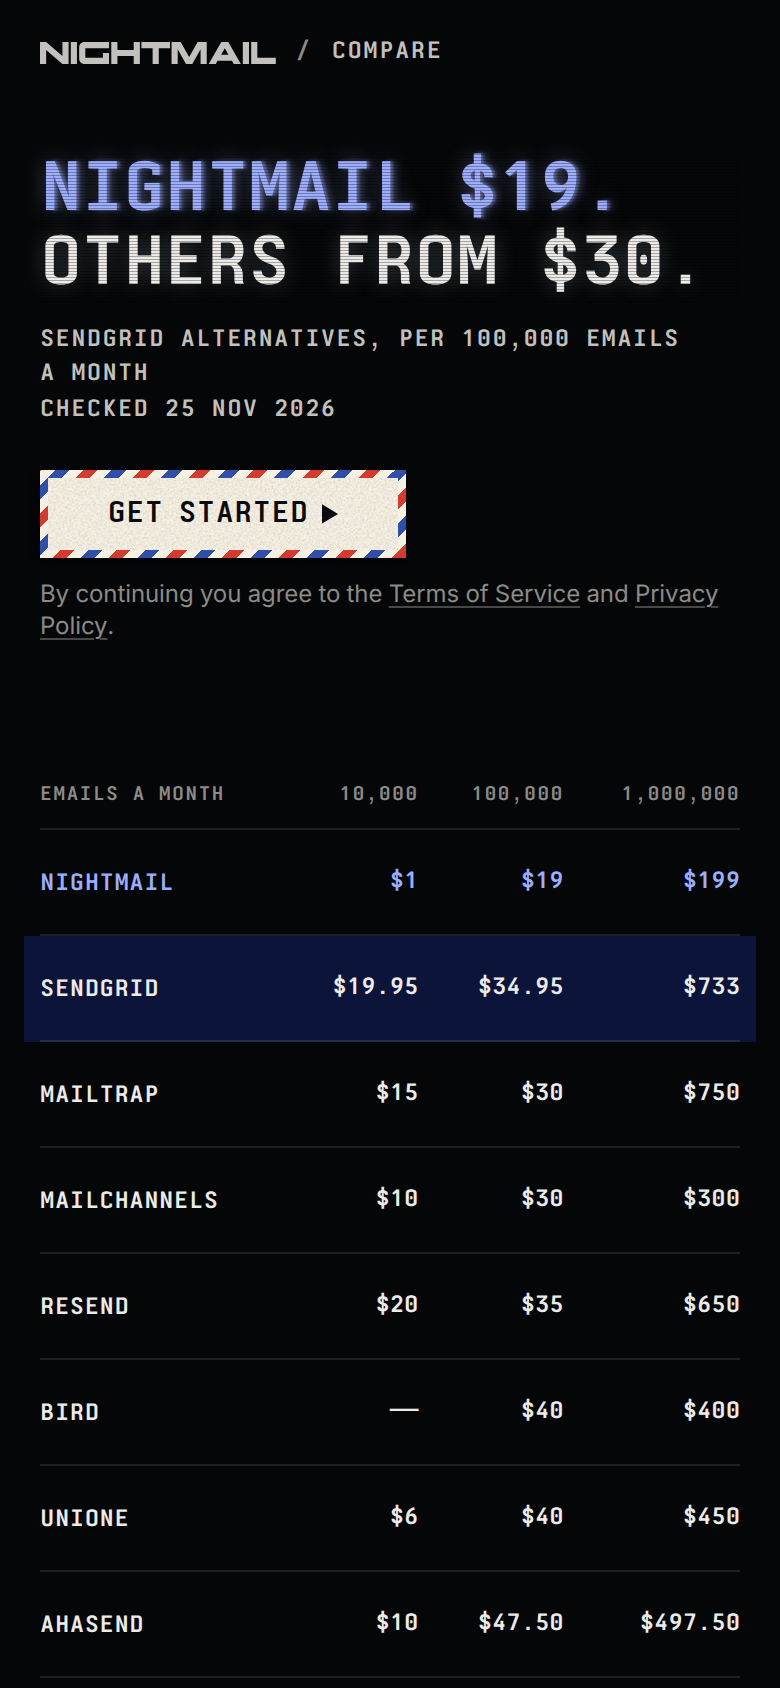 NIGHTMAIL / COMPARE
NIGHTMAIL $19.
OTHERS FROM $30.
SENDGRID ALTERNATIVES, PER 100,000 EMAILS
A MONTH
CHECKED 25 NOV 2026
GET STARTED ▶
By continuing you agree to the Terms of Service and Privacy
Policy.
EMAILS A MONTH 10,000 100,000 1,000,000
NIGHTMAIL $1 $19 $199
SENDGRID $19.95 $34.95 $733
MAILTRAP $15 $30 $750
MAILCHANNELS $10 $30 $300
RESEND $20 $35 $650
BIRD — $40 $400
UNIONE $6 $40 $450
AHASEND $10 $47.50 $497.50